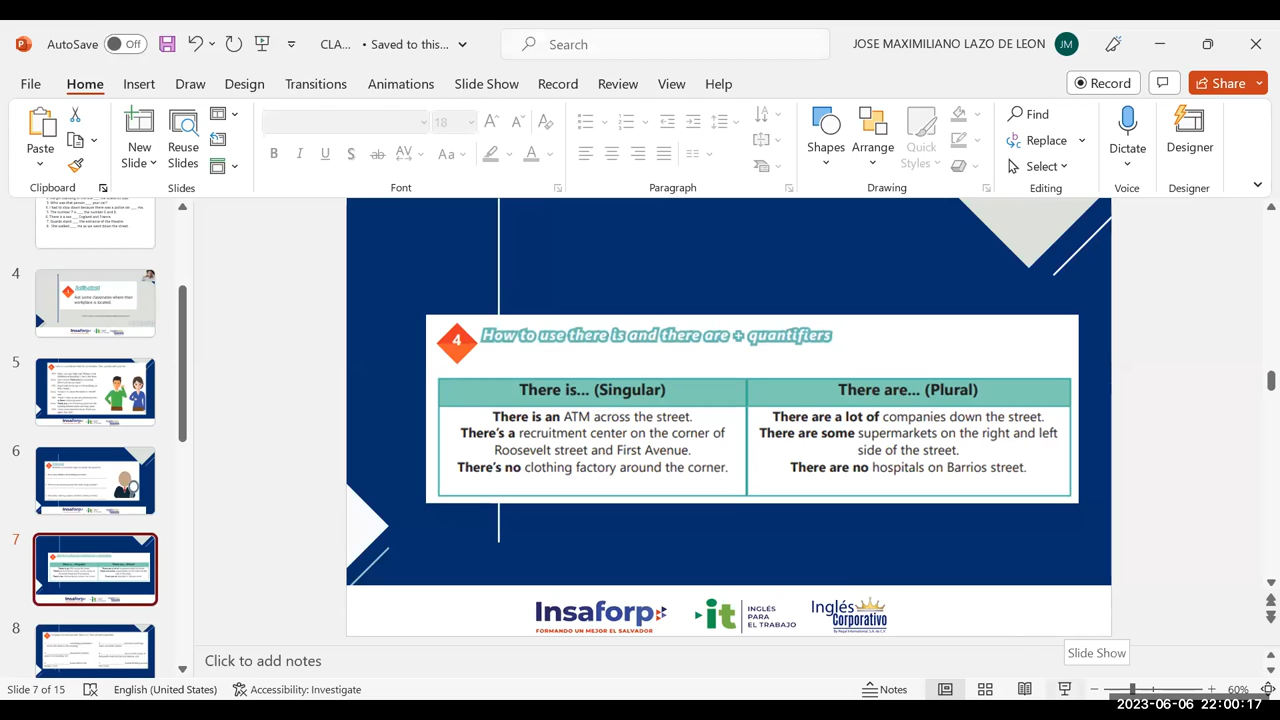 AutoSave Off CLA... • Saved to this... Search JOSE MAXIMILIANO LAZO DE LEON JM
File Home Insert Draw Design Transitions Animations Slide Show Record Review View Help Record Share
Paste New Slide Reuse Slides 18 Shapes Arrange Quick Styles Find Replace Select Dictate Designer
Clipboard Slides Font Paragraph Drawing Editing Voice Designer
4
5
6
7
8
4 How to use there is and there are + quantifiers
There is... (Singular) There are... (Plural)
There is an ATM across the street. There are a lot of companies down the street.
There's a recruitment center on the corner of Roosevelt street and First Avenue. There are some supermarkets on the right and left side of the street.
There's no clothing factory around the corner. There are no hospitals on Barrios street.
Insaforp
FORMANDO UN MEJOR EL SALVADOR
it INGLÉS PARA EL TRABAJO
Inglés Corporativo
Slide Show
Click to add notes
Slide 7 of 15 English (United States) Accessibility: Investigate Notes 60%
2023-06-06 22:00:17